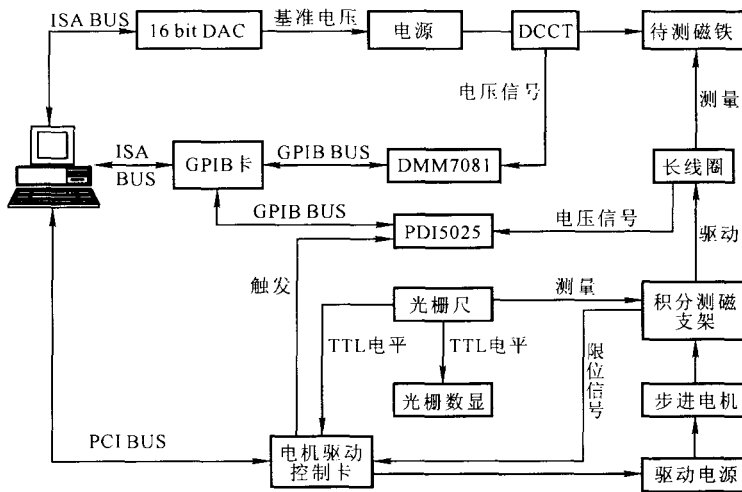 ISA BUS
16 bit DAC
基准电压
电源
DCCT
待测磁铁
电压信号
测量
ISA
BUS
GPIB 卡
GPIB BUS
DMM7081
长线圈
GPIB BUS
PDI5025
电压信号
驱动
触发
光栅尺
测量
积分测磁
支架
TTL电平
TTL电平
限位信号
光栅数显
步进电机
PCI BUS
电机驱动
控制卡
驱动电源